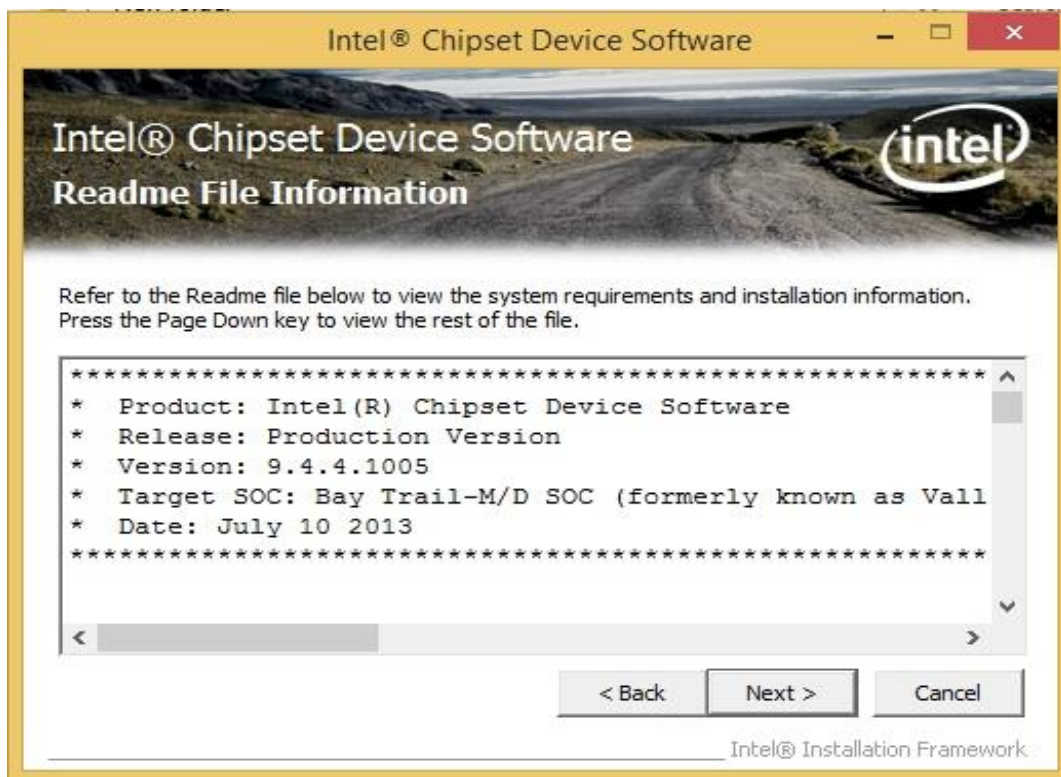 Intel® Chipset Device Software
Intel® Chipset Device Software
intel
Readme File Information
Refer to the Readme file below to view the system requirements and installation information.
Press the Page Down key to view the rest of the file.
*********************************************************
* Product: Intel(R) Chipset Device Software
* Release: Production Version
* Version: 9.4.4.1005
* Target SOC: Bay Trail-M/D SOC (formerly known as Vall
* Date: July 10 2013
*********************************************************
< Back Next > Cancel
Intel® Installation Framework